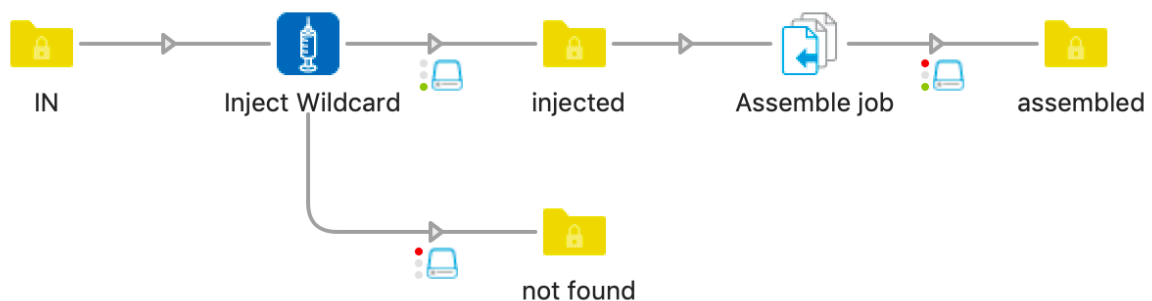 IN
Inject Wildcard
injected
Assemble job
assembled
not found